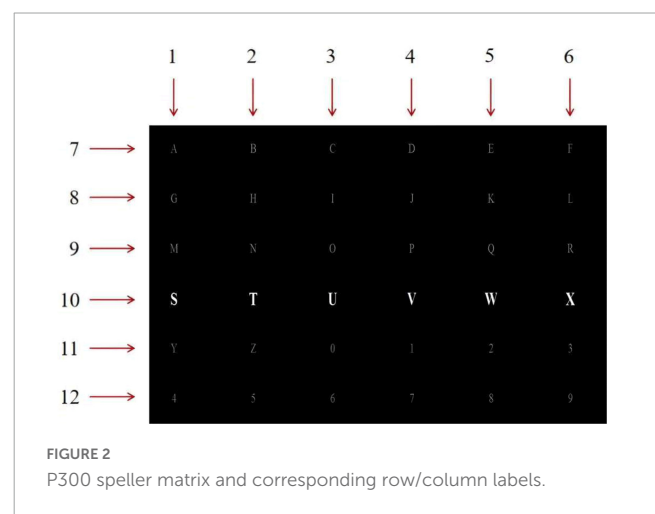 1 2 3 4 5 6
7 A B C D E F
8 G H I J K L
9 M N O P Q R
10 S T U V W X
11 Y Z 0 1 2 3
12 4 5 6 7 8 9
FIGURE 2
P300 speller matrix and corresponding row/column labels.